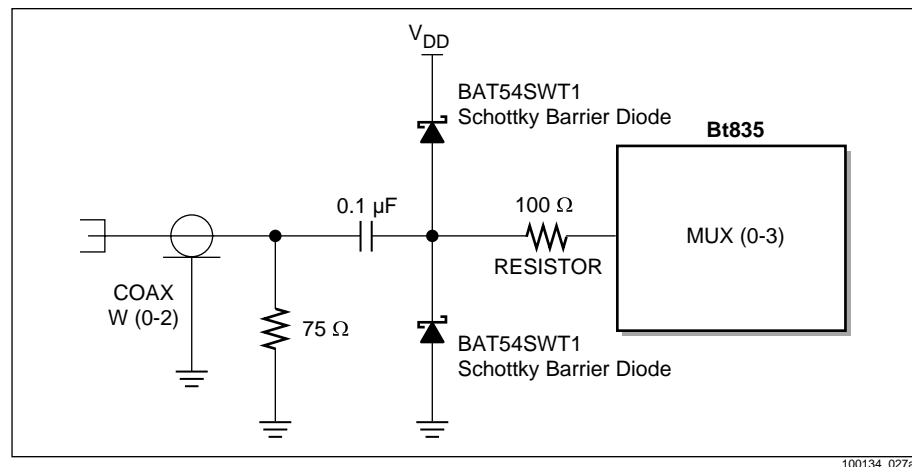 V_DD
BAT54SWT1
Schottky Barrier Diode
Bt835
0.1 µF
100 Ω
MUX (0-3)
RESISTOR
COAX
W (0-2)
75 Ω
BAT54SWT1
Schottky Barrier Diode
100134_027a